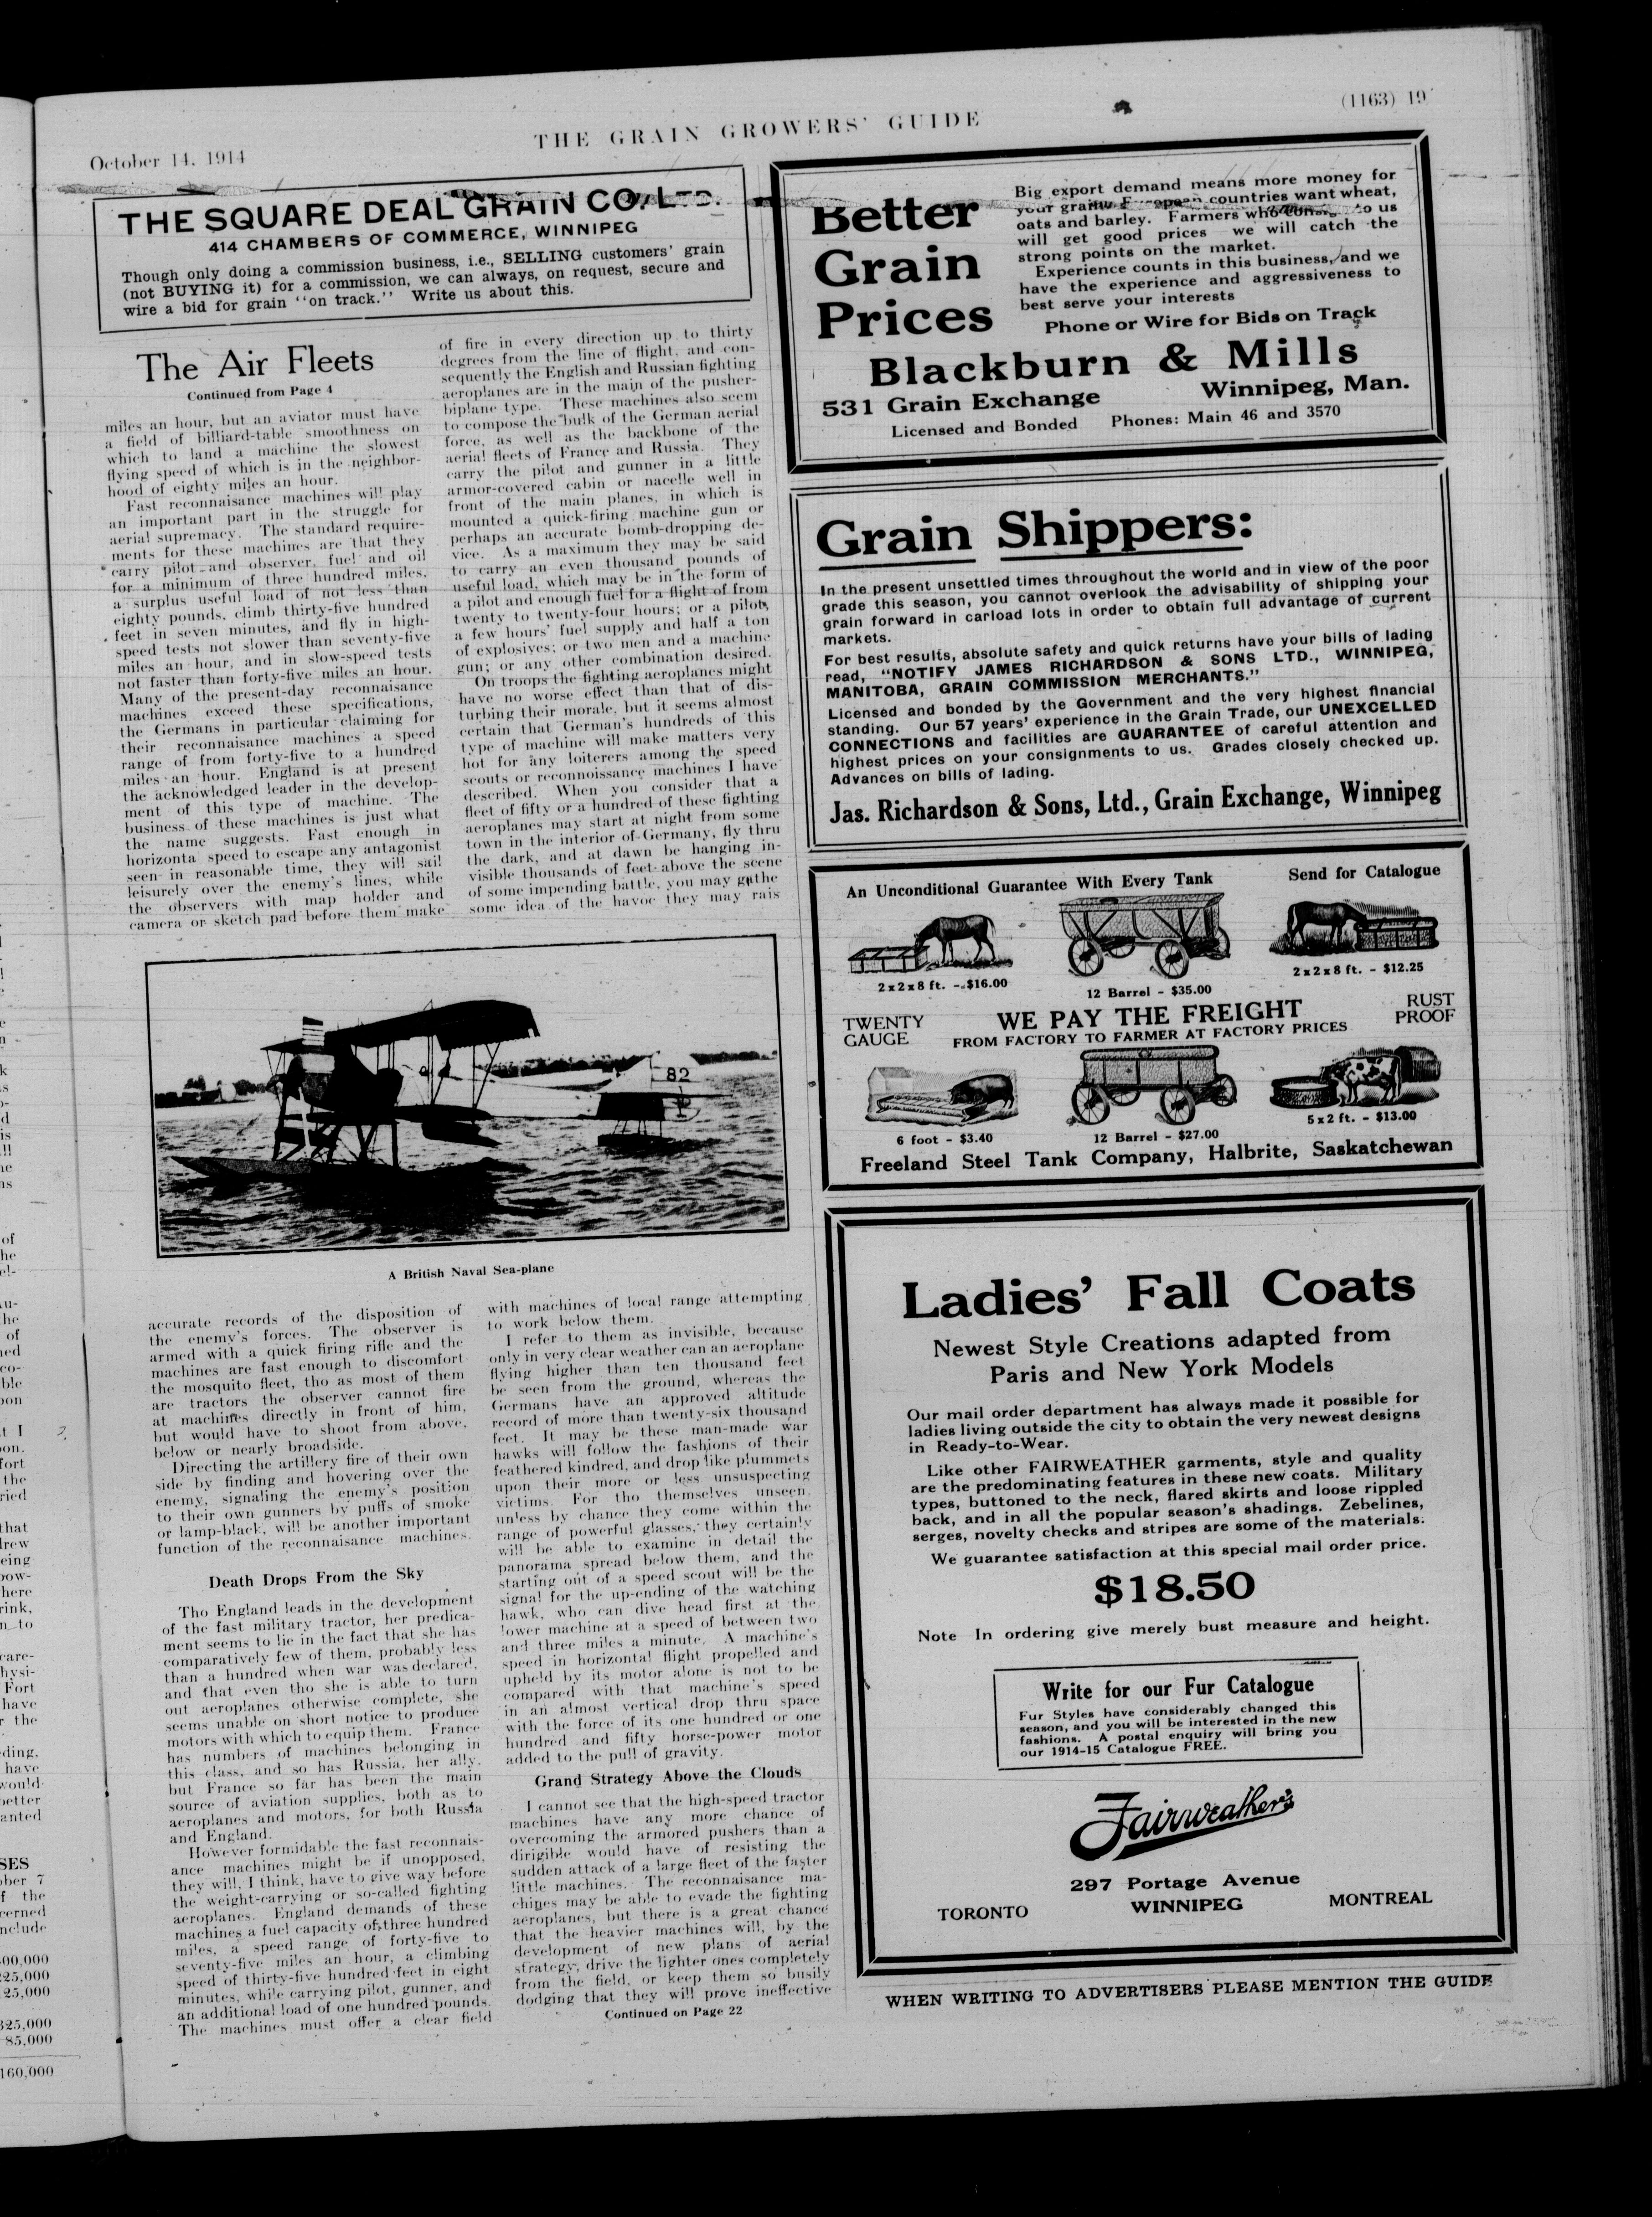 October 14, 1914
THE GRAIN GROWERS' GUIDE
(1163) 19
THE SQUARE DEAL GRAIN CO., LTD.
414 CHAMBERS OF COMMERCE, WINNIPEG
Though only doing a commission business, i.e., SELLING customers' grain
(not BUYING it) for a commission, we can always, on request, secure and
wire a bid for grain "on track." Write us about this.
The Air Fleets
Continued from Page 4
miles an hour, but an aviator must have
a field of billiard-table smoothness on
which to land a machine the slowest
flying speed of which is in the neighbor-
hood of eighty miles an hour.
Fast reconnaisance machines will play
an important part in the struggle for
aerial supremacy. The standard require-
ments for these machines are that they
carry pilot and observer, fuel and oil
for a minimum of three hundred miles,
a surplus useful load of not less than
eighty pounds, climb thirty-five hundred
feet in seven minutes, and fly in high-
speed tests not slower than seventy-five
miles an hour, and in slow-speed tests
not faster than forty-five miles an hour.
Many of the present-day reconnaisance
machines exceed these specifications,
the Germans in particular claiming for
their reconnaisance machines a speed
range of from forty-five to a hundred
miles an hour. England is at present
the acknowledged leader in the develop-
ment of this type of machine. The
business of these machines is just what
the name suggests. Fast enough in
horizonta speed to escape any antagonist
seen in reasonable time, they will sail
leisurely over the enemy's lines, while
the observers with map holder and
camera or sketch pad before them make
of fire in every direction up to thirty
degrees from the line of flight, and con-
sequently the English and Russian fighting
aeroplanes are in the main of the pusher-
biplane type. These machines also seem
to compose the bulk of the German aerial
force, as well as the backbone of the
aerial fleets of France and Russia. They
carry the pilot and gunner in a little
armor-covered cabin or nacelle well in
front of the main planes, in which is
mounted a quick-firing machine gun or
perhaps an accurate bomb-dropping de-
vice. As a maximum they may be said
to carry an even thousand pounds of
useful load, which may be in the form of
a pilot and enough fuel for a flight of from
twenty to twenty-four hours; or a pilot,
a few hours' fuel supply and half a ton
of explosives; or two men and a machine
gun; or any other combination desired.
On troops the fighting aeroplanes might
have no worse effect than that of dis-
turbing their morale, but it seems almost
certain that German's hundreds of this
type of machine will make matters very
hot for any loiterers among the speed
scouts or reconnoissance machines I have
described. When you consider that a
fleet of fifty or a hundred of these fighting
aeroplanes may start at night from some
town in the interior of Germany, fly thru
the dark, and at dawn be hanging in-
visible thousands of feet above the scene
of some impending battle, you may gathe
some idea of the havoc they may rais
82
A British Naval Sea-plane
accurate records of the disposition of
the enemy's forces. The observer is
armed with a quick firing rifle and the
machines are fast enough to discomfort
the mosquito fleet, tho as most of them
are tractors the observer cannot fire
at machines directly in front of him,
but would have to shoot from above,
below or nearly broadside.
Directing the artillery fire of their own
side by finding and hovering over the
enemy, signaling the enemy's position
to their own gunners by puffs of smoke
or lamp-black, will be another important
function of the reconnaisance machines.
Death Drops From the Sky
Tho England leads in the development
of the fast military tractor, her predica-
ment seems to lie in the fact that she has
comparatively few of them, probably less
than a hundred when war was declared,
and that even tho she is able to turn
out aeroplanes otherwise complete, she
seems unable on short notice to produce
motors with which to equip them. France
has numbers of machines belonging in
this class, and so has Russia, her ally,
but France so far has been the main
source of aviation supplies, both as to
aeroplanes and motors, for both Russia
and England.
However formidable the fast reconnais-
ance machines might be if unopposed,
they will, I think, have to give way before
the weight-carrying or so-called fighting
aeroplanes. England demands of these
machines a fuel capacity of three hundred
miles, a speed range of forty-five to
seventy-five miles an hour, a climbing
speed of thirty-five hundred feet in eight
minutes, while carrying pilot, gunner, and
an additional load of one hundred pounds.
The machines must offer a clear field
with machines of local range attempting
to work below them.
I refer to them as invisible, because
only in very clear weather can an aeroplane
flying higher than ten thousand feet
be seen from the ground, whereas the
Germans have an approved altitude
record of more than twenty-six thousand
feet. It may be these man-made war
hawks will follow the fashions of their
feathered kindred, and drop like plummets
upon their more or less unsuspecting
victims. For tho themselves unseen,
unless by chance they come within the
range of powerful glasses, they certainly
will be able to examine in detail the
panorama spread below them, and the
starting out of a speed scout will be the
signal for the up-ending of the watching
hawk, who can dive head first at the
lower machine at a speed of between two
and three miles a minute. A machine's
speed in horizontal flight propelled and
upheld by its motor alone is not to be
compared with that machine's speed
in an almost vertical drop thru space
with the force of its one hundred or one
hundred and fifty horse-power motor
added to the pull of gravity.
Grand Strategy Above the Clouds
I cannot see that the high-speed tractor
machines have any more chance of
overcoming the armored pushers than a
dirigible would have of resisting the
sudden attack of a large fleet of the faster
little machines. The reconnaisance ma-
chines may be able to evade the fighting
aeroplanes, but there is a great chance
that the heavier machines will, by the
development of new plans of aerial
strategy, drive the lighter ones completely
from the field, or keep them so busily
dodging that they will prove ineffective
Continued on Page 22
Better
Grain
Prices
Big export demand means more money for
your grain. European countries want wheat,
oats and barley. Farmers who consign to us
will get good prices we will catch the
strong points on the market.
Experience counts in this business, and we
have the experience and aggressiveness to
best serve your interests
Phone or Wire for Bids on Track
Blackburn & Mills
531 Grain Exchange Winnipeg, Man.
Licensed and Bonded Phones: Main 46 and 3570
Grain Shippers:
In the present unsettled times throughout the world and in view of the poor
grade this season, you cannot overlook the advisability of shipping your
grain forward in carload lots in order to obtain full advantage of current
markets.
For best results, absolute safety and quick returns have your bills of lading
read, "NOTIFY JAMES RICHARDSON & SONS LTD., WINNIPEG,
MANITOBA, GRAIN COMMISSION MERCHANTS."
Licensed and bonded by the Government and the very highest financial
standing. Our 57 years' experience in the Grain Trade, our UNEXCELLED
CONNECTIONS and facilities are GUARANTEE of careful attention and
highest prices on your consignments to us. Grades closely checked up.
Advances on bills of lading.
Jas. Richardson & Sons, Ltd., Grain Exchange, Winnipeg
An Unconditional Guarantee With Every Tank Send for Catalogue
2x2x8 ft. - $16.00
12 Barrel - $35.00
2x2x8 ft. - $12.25
TWENTY
GAUGE
WE PAY THE FREIGHT
FROM FACTORY TO FARMER AT FACTORY PRICES
RUST
PROOF
6 foot - $3.40
12 Barrel - $27.00
5x2 ft. - $13.00
Freeland Steel Tank Company, Halbrite, Saskatchewan
Ladies' Fall Coats
Newest Style Creations adapted from
Paris and New York Models
Our mail order department has always made it possible for
ladies living outside the city to obtain the very newest designs
in Ready-to-Wear.
Like other FAIRWEATHER garments, style and quality
are the predominating features in these new coats. Military
types, buttoned to the neck, flared skirts and loose rippled
back, and in all the popular season's shadings. Zebelines,
serges, novelty checks and stripes are some of the materials.
We guarantee satisfaction at this special mail order price.
$18.50
Note In ordering give merely bust measure and height.
Write for our Fur Catalogue
Fur Styles have considerably changed this
season, and you will be interested in the new
fashions. A postal enquiry will bring you
our 1914-15 Catalogue FREE.
Fairweather's
297 Portage Avenue
TORONTO WINNIPEG MONTREAL
WHEN WRITING TO ADVERTISERS PLEASE MENTION THE GUIDE